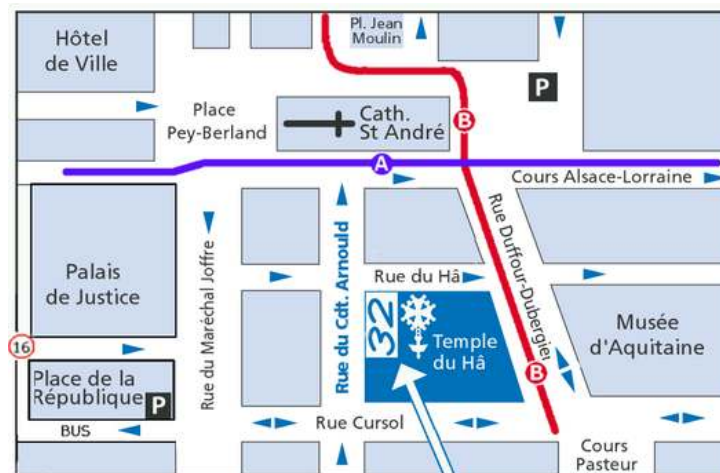 Hôtel
de Ville
Pl. Jean
Moulin
P
Place
Pey-Berland
Cath.
St André
B
A
Cours Alsace-Lorraine
Palais
de Justice
Rue du Maréchal Joffre
Rue du Cdt. Arnould
Rue du Hâ
Rue Duffour-Dubergier
32
Temple
du Hâ
Musée
d'Aquitaine
16
Place de la
République
P
B
BUS
Rue Cursol
Cours
Pasteur